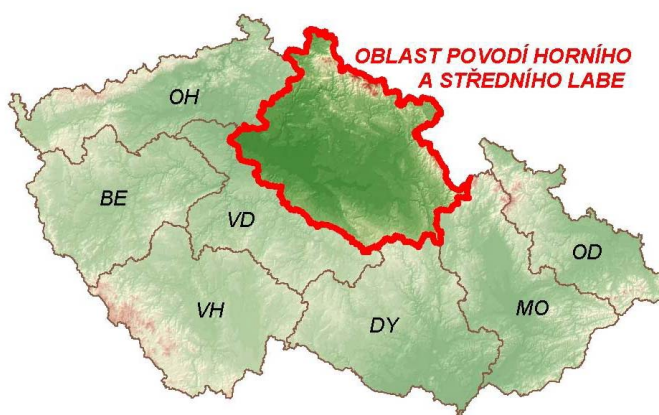 OBLAST POVODÍ HORNÍHO
A STŘEDNÍHO LABE
OH
BE
VD
OD
VH
DY
MO